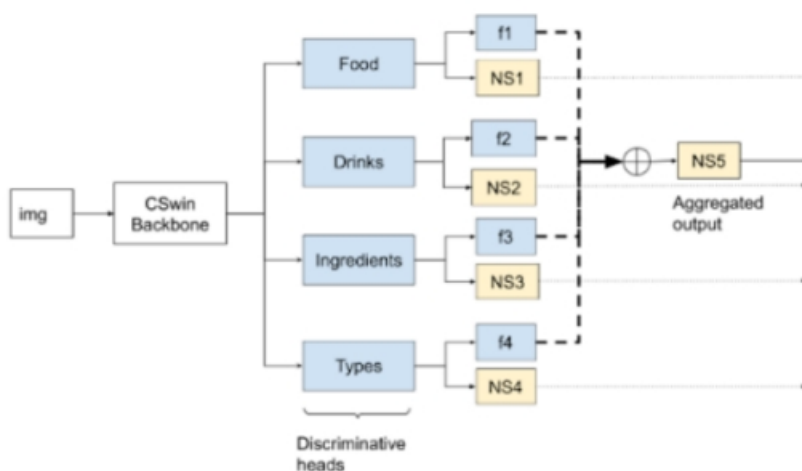 f1
Food
NS1
f2
Drinks
NS2
NS5
img
CSwin
Backbone
Aggregated
output
f3
Ingredients
NS3
f4
Types
NS4
Discriminative
heads